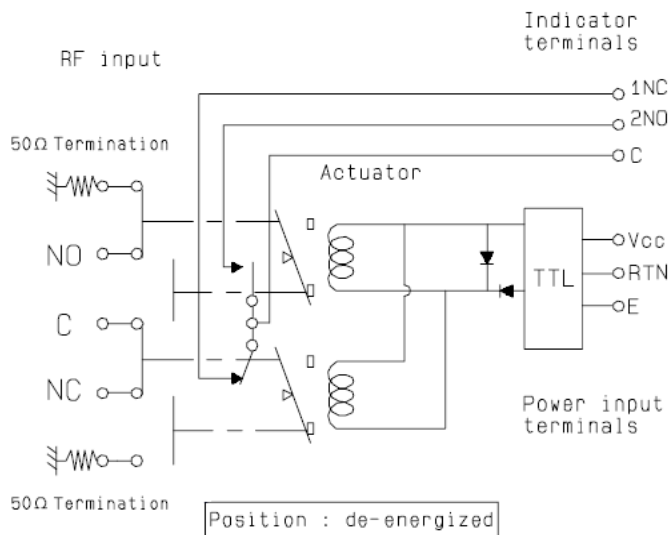 Indicator
terminals
RF input
1NC
2NO
C
50Ω Termination
Actuator
NO
Vcc
RTN
E
TTL
C
NC
Power input
terminals
50Ω Termination
Position : de-energized